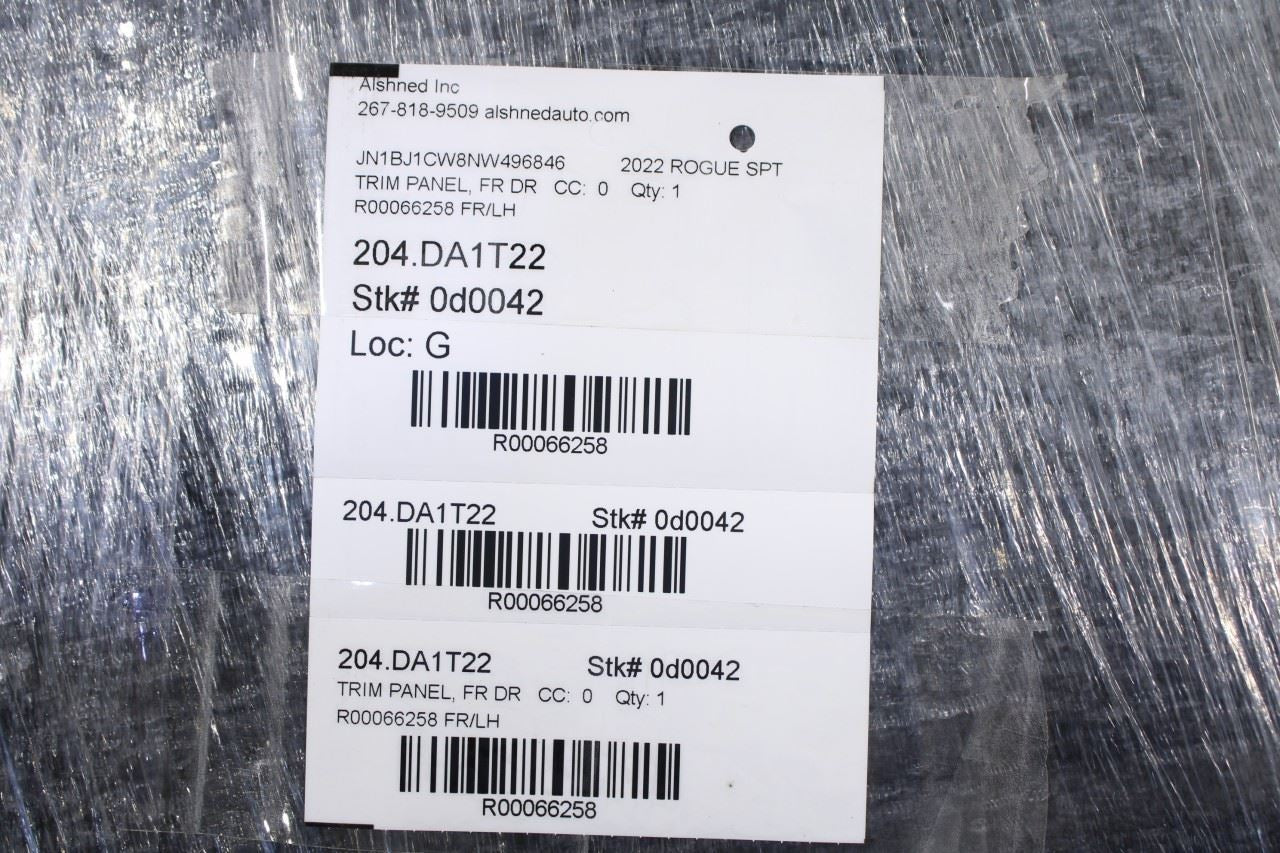 Alshned Inc
267-818-9509 alshnedauto.com
JN1BJ1CW8NW496846 2022 ROGUE SPT
TRIM PANEL, FR DR CC: 0 Qty: 1
R00066258 FR/LH
204.DA1T22
Stk# 0d0042
Loc: G
R00066258
204.DA1T22 Stk# 0d0042
R00066258
204.DA1T22 Stk# 0d0042
TRIM PANEL, FR DR CC: 0 Qty: 1
R00066258 FR/LH
R00066258